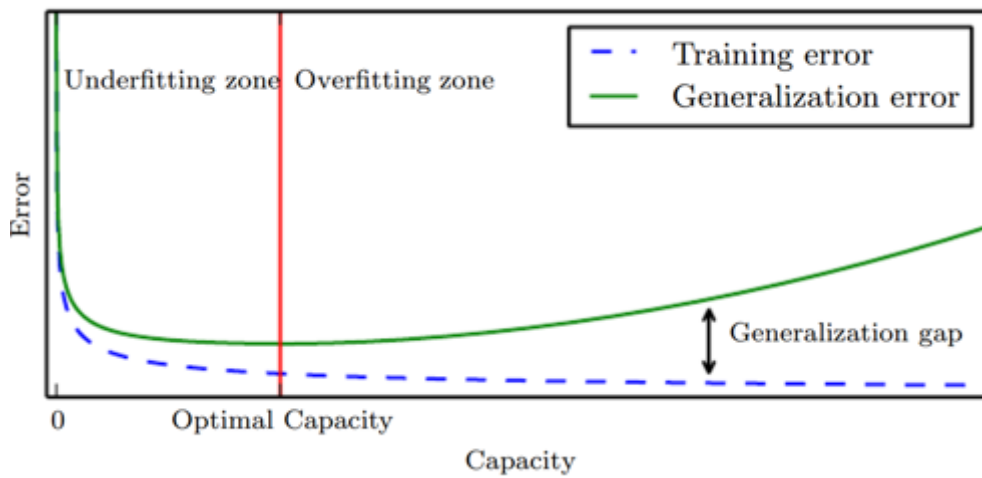 Training error
Generalization error
Underfitting zone
Overfitting zone
Error
Generalization gap
0
Optimal Capacity
Capacity